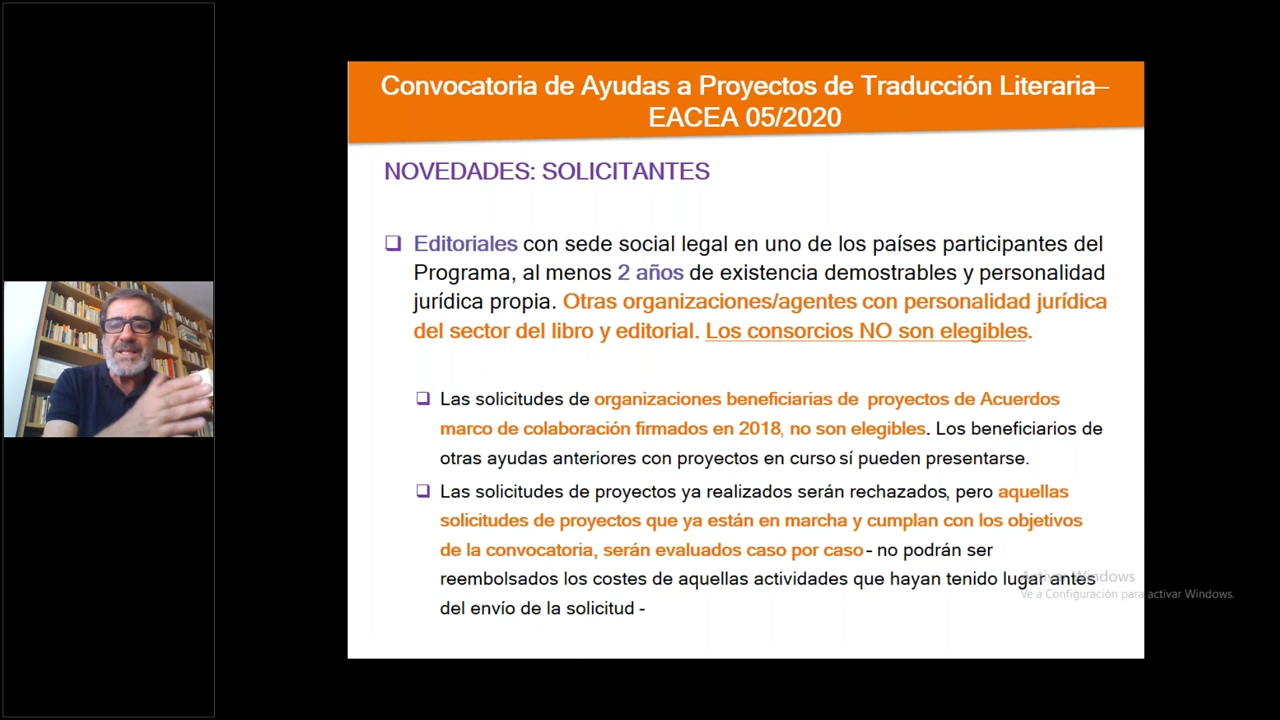 Convocatoria de Ayudas a Proyectos de Traducción Literaria–
EACEA 05/2020
NOVEDADES: SOLICITANTES
Editoriales con sede social legal en uno de los países participantes del
Programa, al menos 2 años de existencia demostrables y personalidad
jurídica propia. Otras organizaciones/agentes con personalidad jurídica
del sector del libro y editorial. Los consorcios NO son elegibles.
Las solicitudes de organizaciones beneficiarias de proyectos de Acuerdos
marco de colaboración firmados en 2018, no son elegibles. Los beneficiarios de
otras ayudas anteriores con proyectos en curso sí pueden presentarse.
Las solicitudes de proyectos ya realizados serán rechazados, pero aquellas
solicitudes de proyectos que ya están en marcha y cumplan con los objetivos
de la convocatoria, serán evaluados caso por caso - no podrán ser
reembolsados los costes de aquellas actividades que hayan tenido lugar antes
del envío de la solicitud -
Activar Windows
Ve a Configuración para activar Windows.